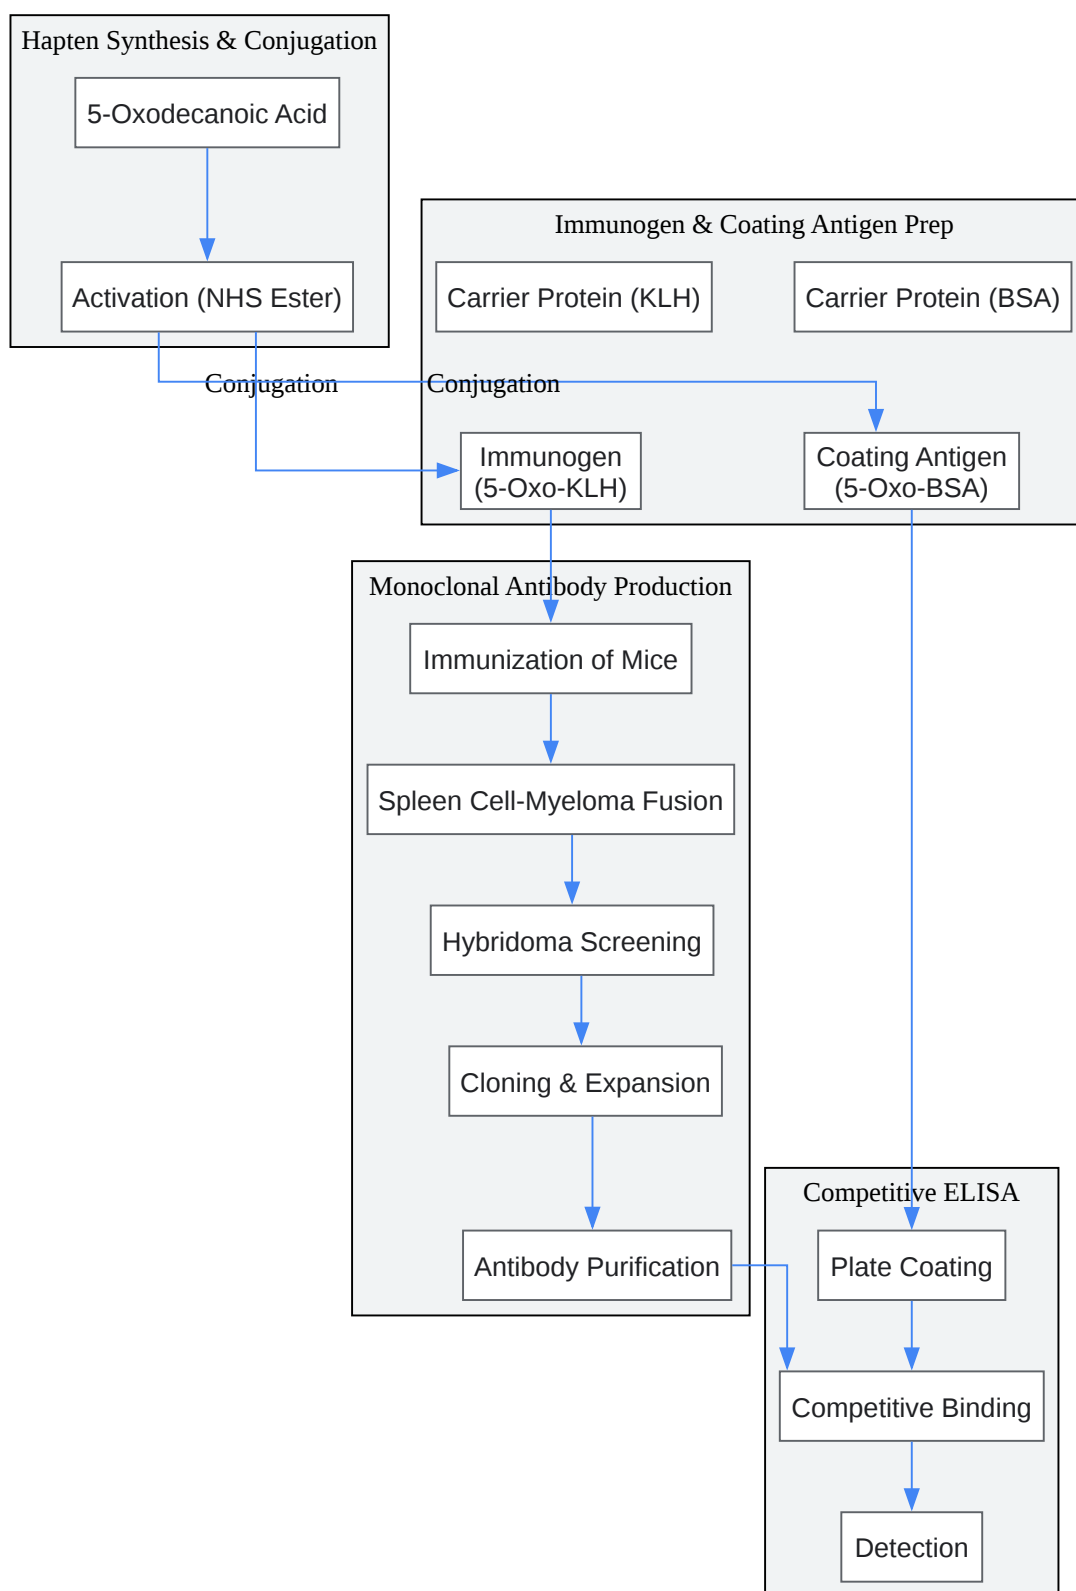 Hapten Synthesis & Conjugation
5-Oxodecanoic Acid
Activation (NHS Ester)
Immunogen & Coating Antigen Prep
Carrier Protein (KLH)
Carrier Protein (BSA)
Conjugation
Conjugation
Immunogen
(5-Oxo-KLH)
Coating Antigen
(5-Oxo-BSA)
Monoclonal Antibody Production
Immunization of Mice
Spleen Cell-Myeloma Fusion
Hybridoma Screening
Cloning & Expansion
Antibody Purification
Competitive ELISA
Plate Coating
Competitive Binding
Detection